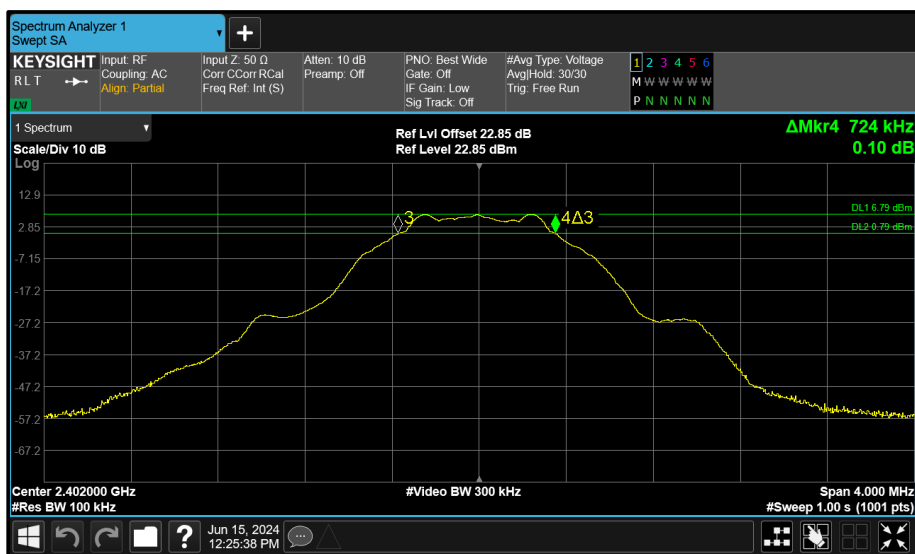 Spectrum Analyzer 1
Swept SA
+
KEYSIGHT
RLT
LXI
Input: RF
Coupling: AC
Align: Partial
Input Z: 50 Ω
Corr CCorr RCal
Freq Ref: Int (S)
Atten: 10 dB
Preamp: Off
PNO: Best Wide
Gate: Off
IF Gain: Low
Sig Track: Off
#Avg Type: Voltage
Avg|Hold: 30/30
Trig: Free Run
1 2 3 4 5 6
M W W W W W
P N N N N N
1 Spectrum
Scale/Div 10 dB
Log
Ref Lvl Offset 22.85 dB
Ref Level 22.85 dBm
ΔMkr4 724 kHz
0.10 dB
12.9
2.85
-7.15
-17.2
-27.2
-37.2
-47.2
-57.2
-67.2
3
4Δ3
DL1 6.79 dBm
DL2 0.79 dBm
Center 2.402000 GHz
#Res BW 100 kHz
#Video BW 300 kHz
Span 4.000 MHz
#Sweep 1.00 s (1001 pts)
?
Jun 15, 2024
12:25:38 PM